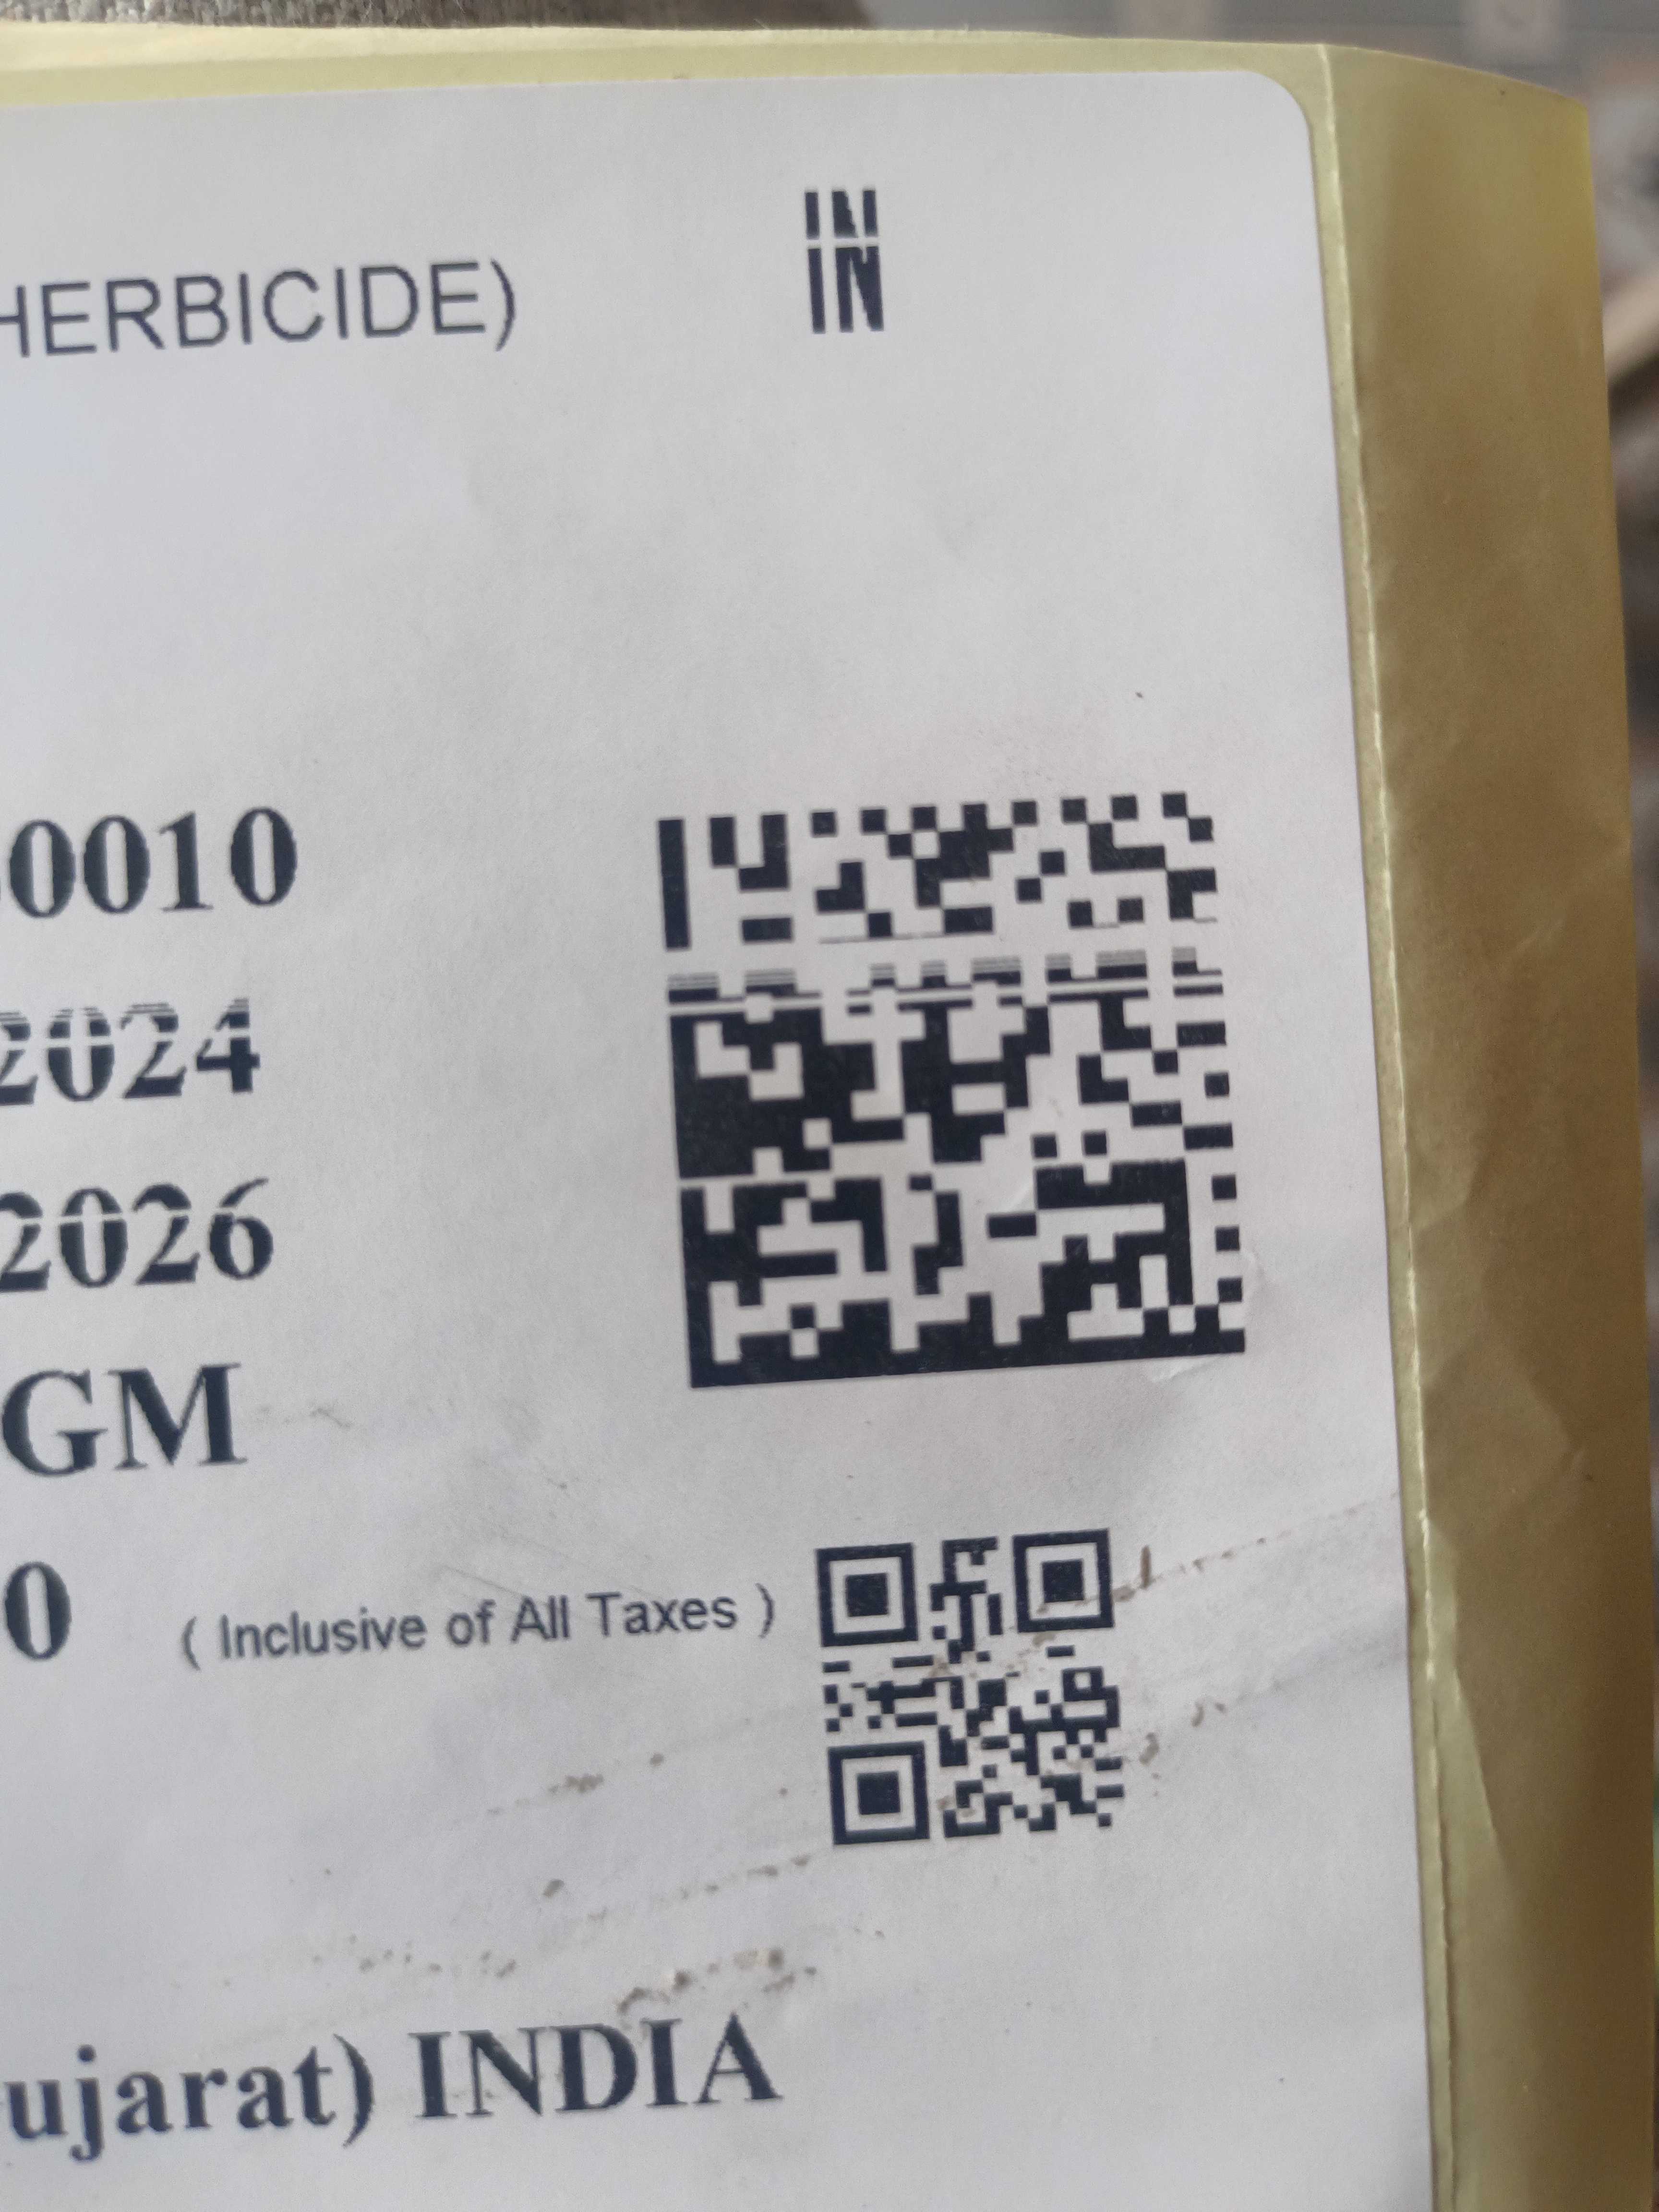 IN
IN
HERBICIDE)
0010
2024
2026
GM
0 ( Inclusive of All Taxes )
ujarat) INDIA